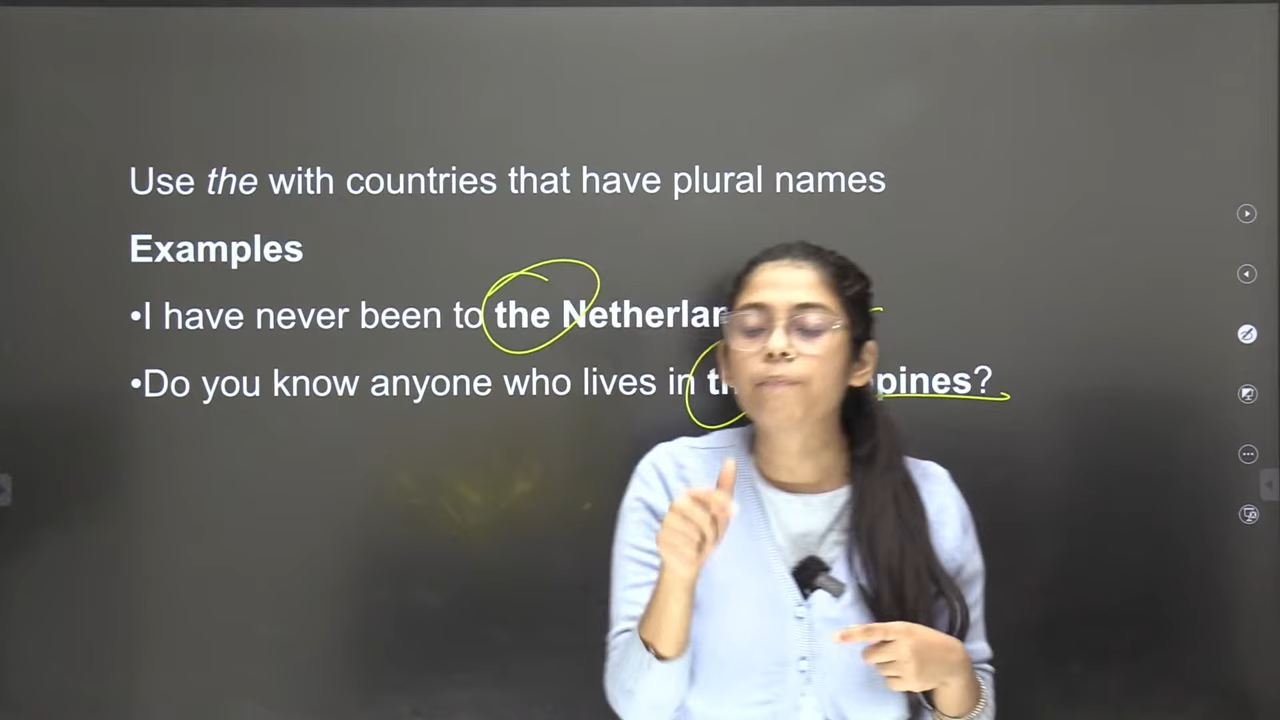 Use the with countries that have plural names
Examples
•I have never been to the
•Do you know anyone who lives in